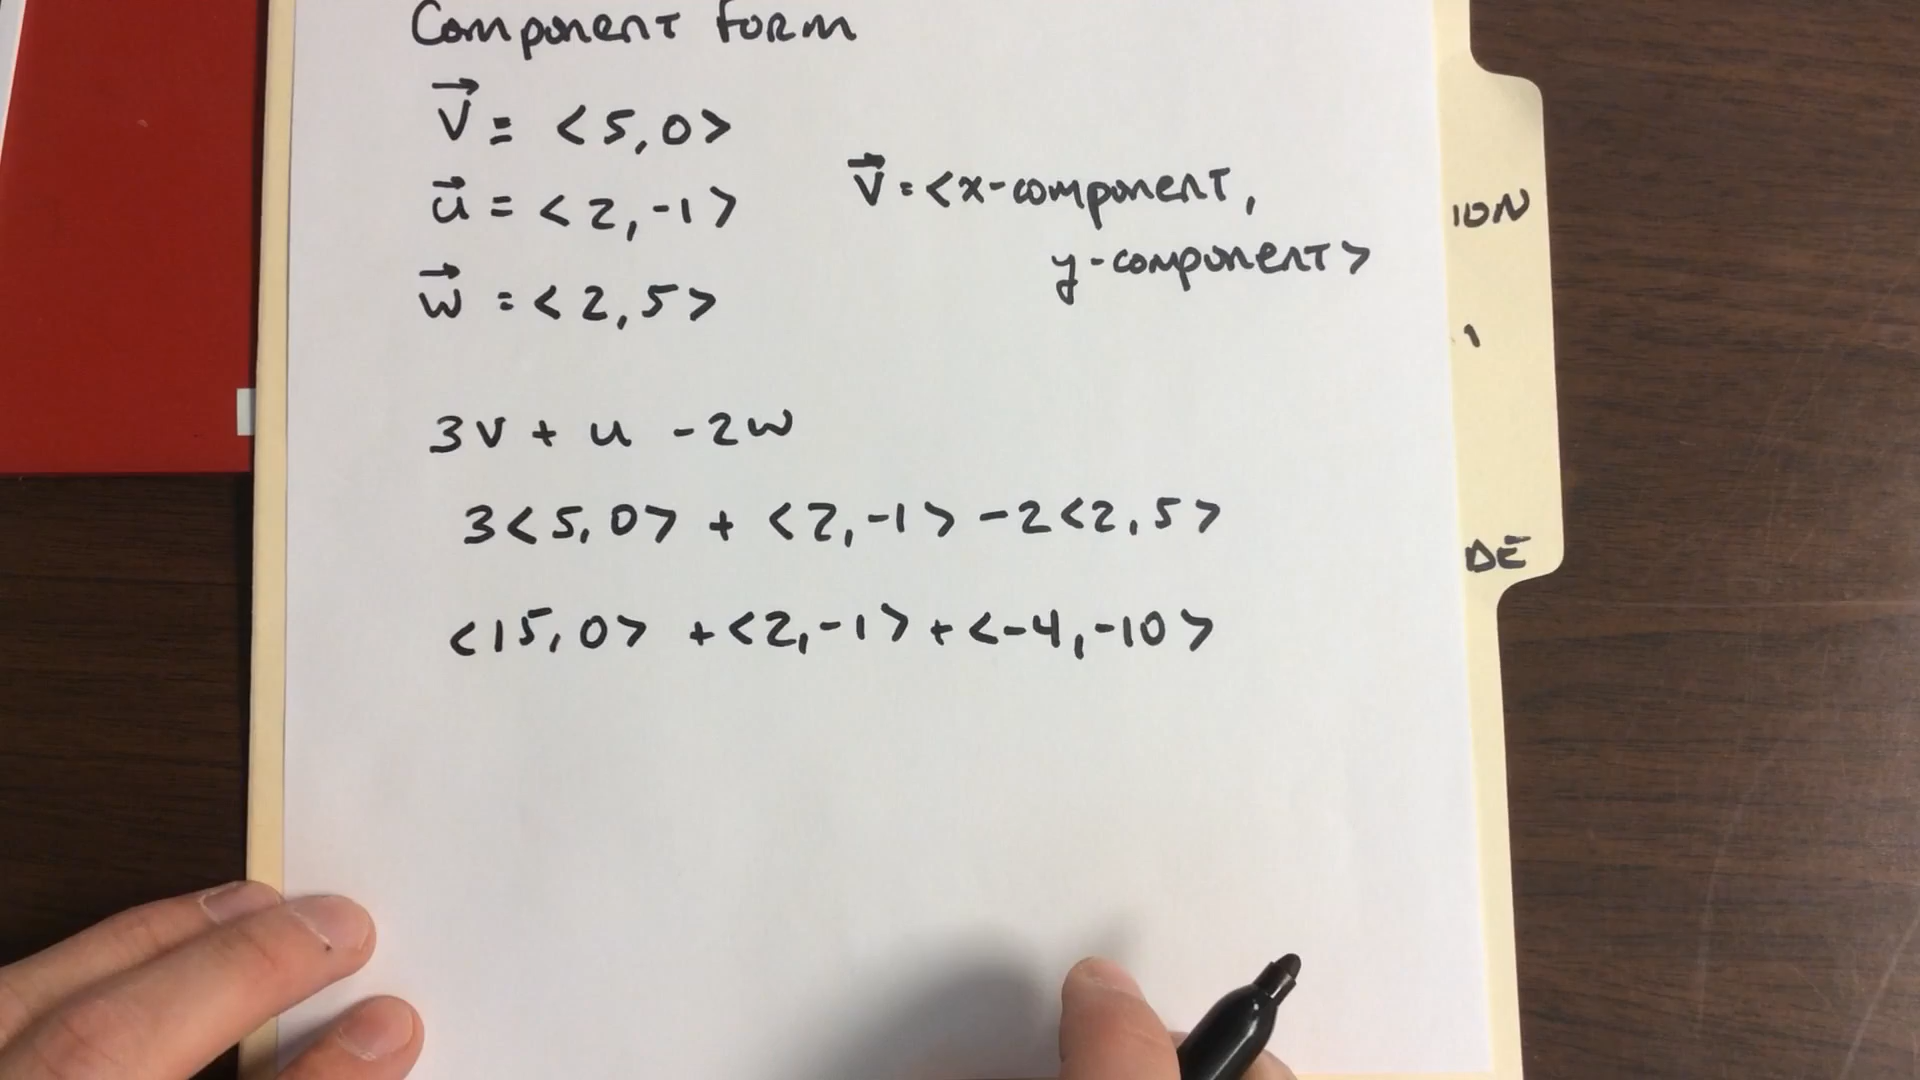 Component Form
v = <5,0>
u = <2,-1>
w = <2,5>
v = <x-component,
y-component>
3v + u - 2w
3<5,0> + <2,-1> - 2<2,5>
<15,0> + <2,-1> + <-4,-10>
ION
DE